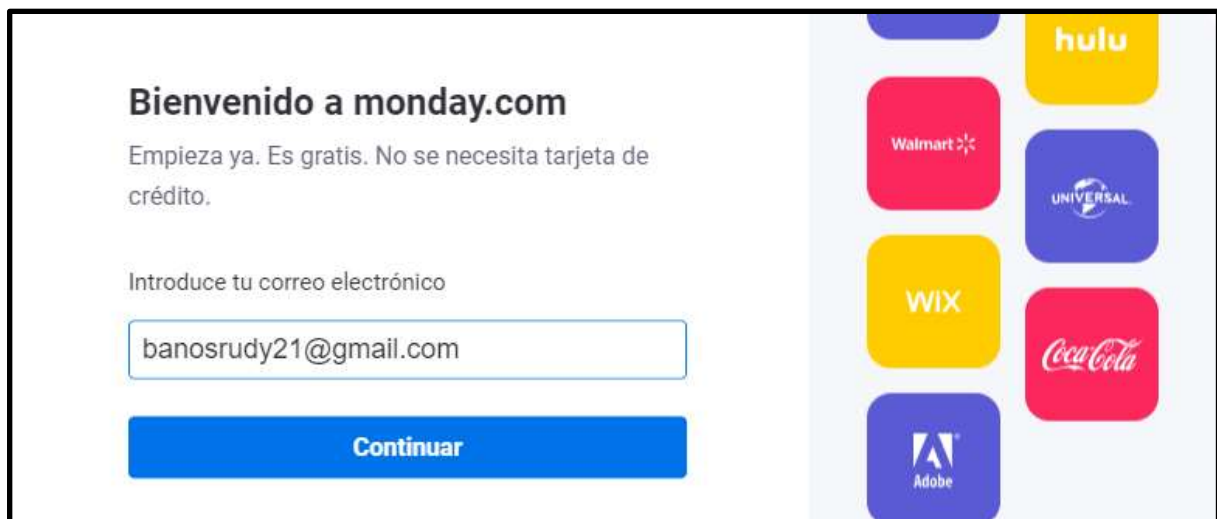 Bienvenido a monday.com
Empieza ya. Es gratis. No se necesita tarjeta de
crédito.
Introduce tu correo electrónico
banosrudy21@gmail.com
Continuar
hulu
Walmart
UNIVERSAL
WiX
Coca-Cola
Adobe